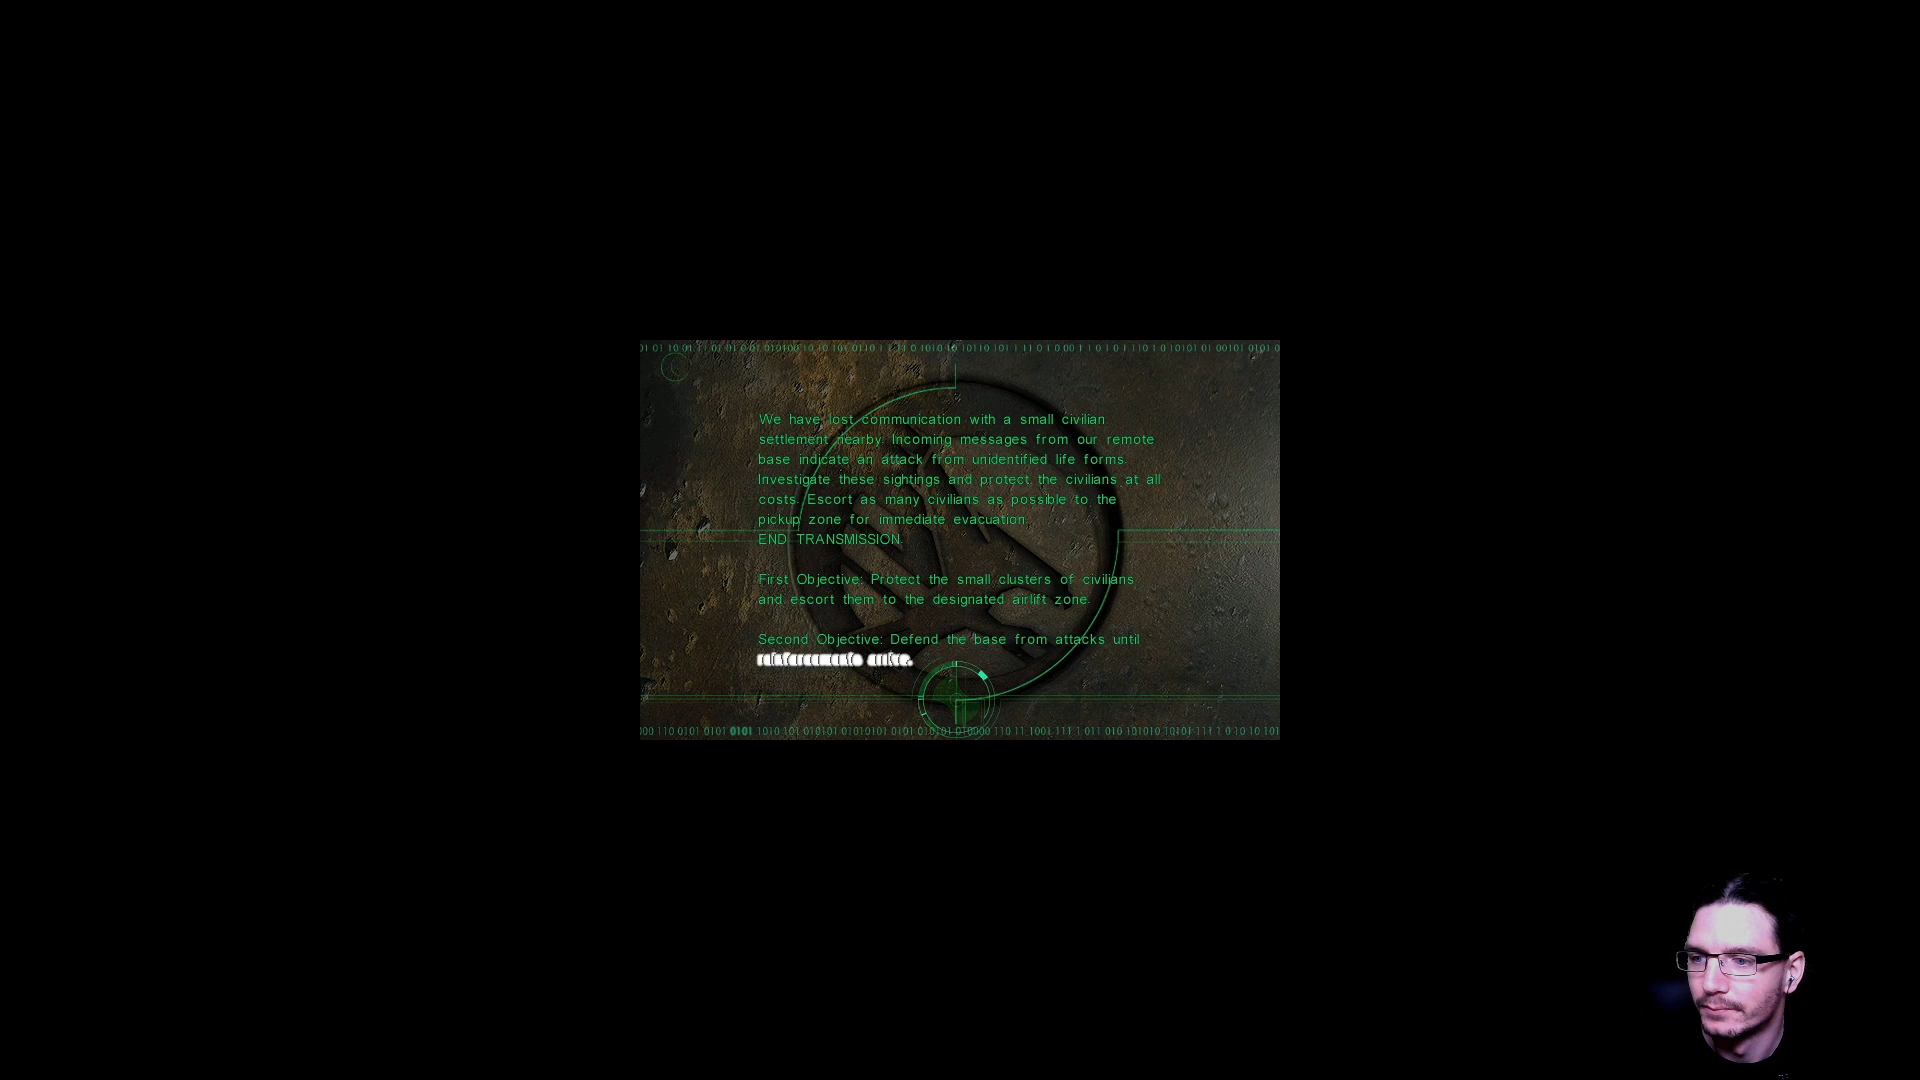 We have lost communication with a small civilian
settlement nearby. Incoming messages from our remote
base indicate an attack from unidentified life forms.
Investigate these sightings and protect the civilians at all
costs. Escort as many civilians as possible to the
pickup zone for immediate evacuation.
END TRANSMISSION.
First Objective: Protect the small clusters of civilians
and escort them to the designated airlift zone.
Second Objective: Defend the base from attacks until
reinforcements arrive.